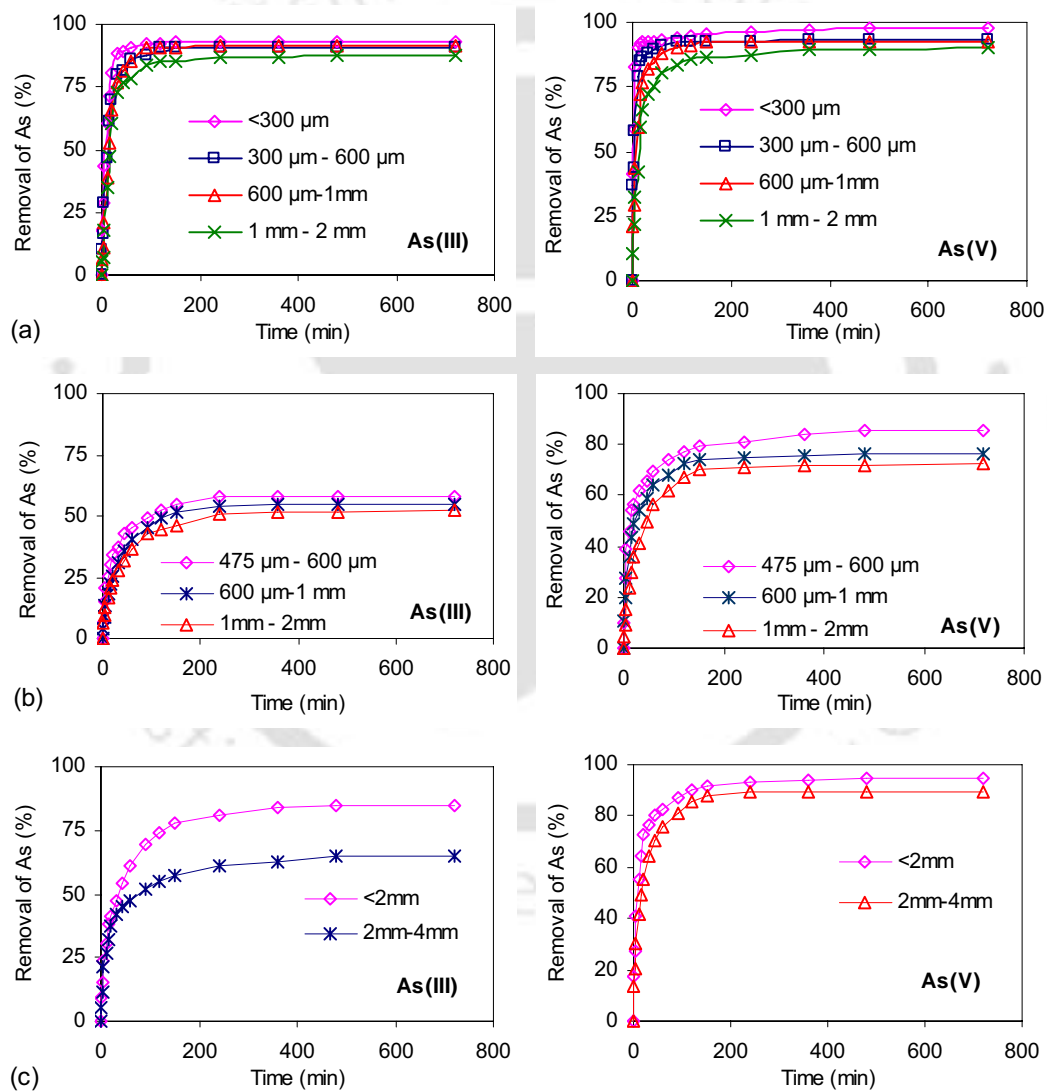 100
75
50
25
0
Removal of As (%)
<300 µm
300 µm - 600 µm
600 µm-1mm
1 mm - 2 mm
As(III)
0 200 400 600 800
Time (min)
100
75
50
25
0
Removal of As (%)
<300 µm
300 µm - 600 µm
600 µm-1mm
1 mm - 2 mm
As(V)
0 200 400 600 800
Time (min)
(a)
100
75
50
25
0
Removal of As (%)
475 µm - 600 µm
600 µm-1 mm
1mm - 2mm
As(III)
0 200 400 600 800
Time (min)
100
80
60
40
20
0
Removal of As (%)
475 µm - 600 µm
600 µm-1 mm
1mm - 2mm
As(V)
0 200 400 600 800
Time (min)
(b)
100
75
50
25
0
Removal of As (%)
<2mm
2mm-4mm
As(III)
0 200 400 600 800
Time (min)
100
80
60
40
20
0
Removal of As (%)
<2mm
2mm-4mm
As(V)
0 200 400 600 800
Time (min)
(c)